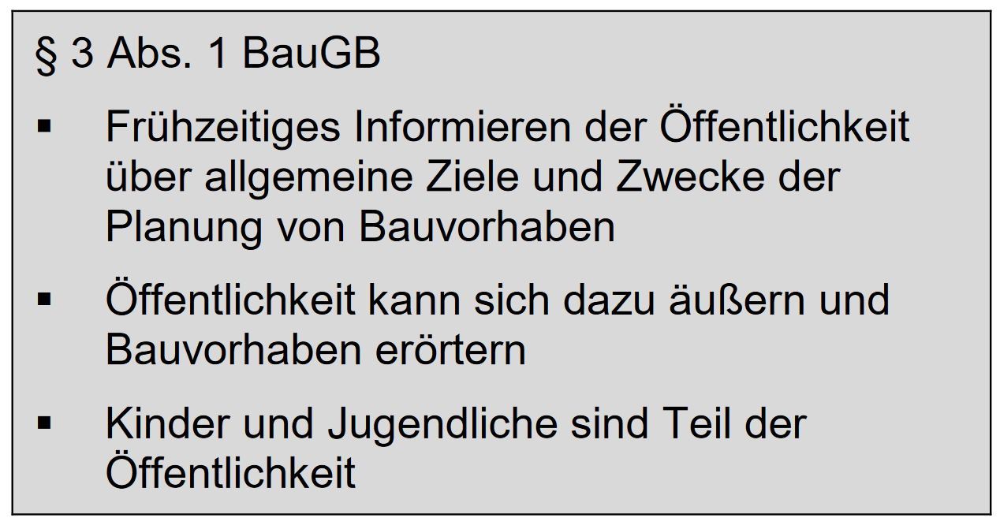 § 3 Abs. 1 BauGB
▪ Frühzeitiges Informieren der Öffentlichkeit
über allgemeine Ziele und Zwecke der
Planung von Bauvorhaben
▪ Öffentlichkeit kann sich dazu äußern und
Bauvorhaben erörtern
▪ Kinder und Jugendliche sind Teil der
Öffentlichkeit